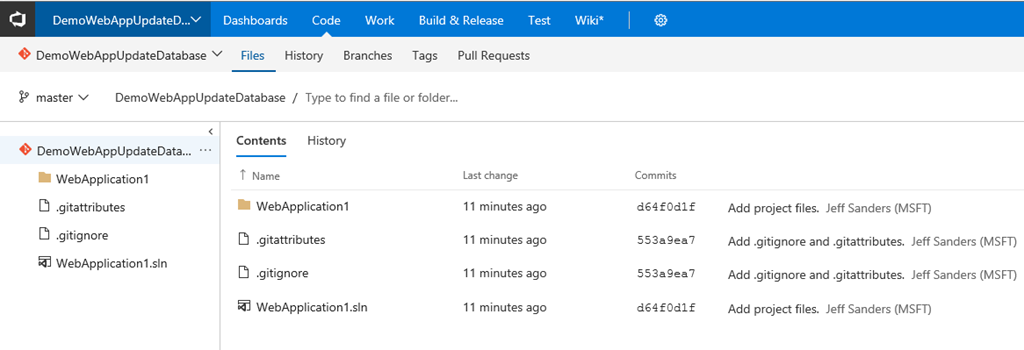 DemoWebAppUpdateD... Dashboards Code Work Build & Release Test Wiki*
DemoWebAppUpdateDatabase Files History Branches Tags Pull Requests
master DemoWebAppUpdateDatabase / Type to find a file or folder...
DemoWebAppUpdateData... ...
WebApplication1
.gitattributes
.gitignore
WebApplication1.sln
Contents History
Name Last change Commits
WebApplication1 11 minutes ago d64f0d1f Add project files. Jeff Sanders (MSFT)
.gitattributes 11 minutes ago 553a9ea7 Add .gitignore and .gitattributes. Jeff Sanders (MSFT)
.gitignore 11 minutes ago 553a9ea7 Add .gitignore and .gitattributes. Jeff Sanders (MSFT)
WebApplication1.sln 11 minutes ago d64f0d1f Add project files. Jeff Sanders (MSFT)